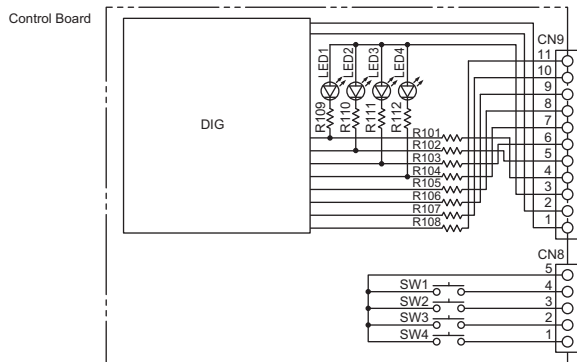 Control Board
DIG
LED1
LED2
LED3
LED4
R109
R110
R111
R112
R101
R102
R103
R104
R105
R106
R107
R108
CN9
11
10
9
8
7
6
5
4
3
2
1
CN8
5
4
3
2
1
SW1
SW2
SW3
SW4